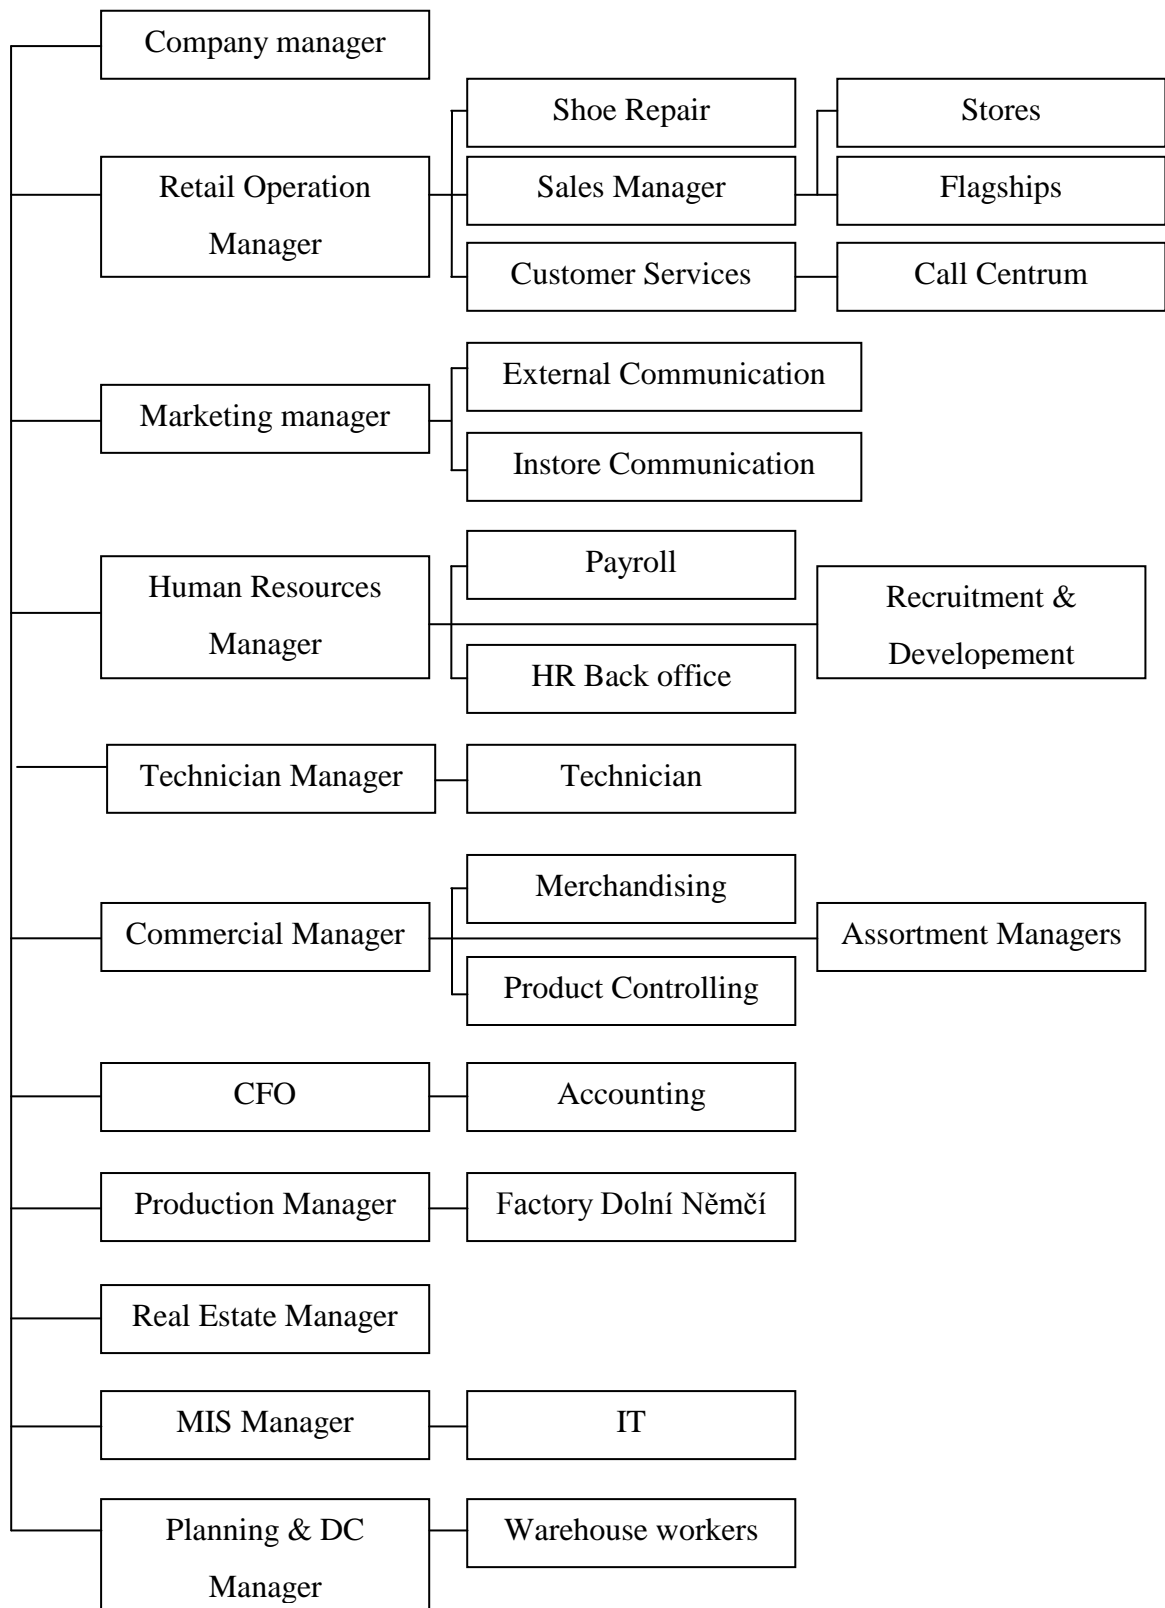 Company manager
Shoe Repair
Stores
Retail Operation
Manager
Sales Manager
Flagships
Customer Services
Call Centrum
External Communication
Marketing manager
Instore Communication
Human Resources
Manager
Payroll
Recruitment &
Developement
HR Back office
Technician Manager
Technician
Merchandising
Commercial Manager
Assortment Managers
Product Controlling
CFO
Accounting
Production Manager
Factory Dolní Němčí
Real Estate Manager
MIS Manager
IT
Planning & DC
Manager
Warehouse workers